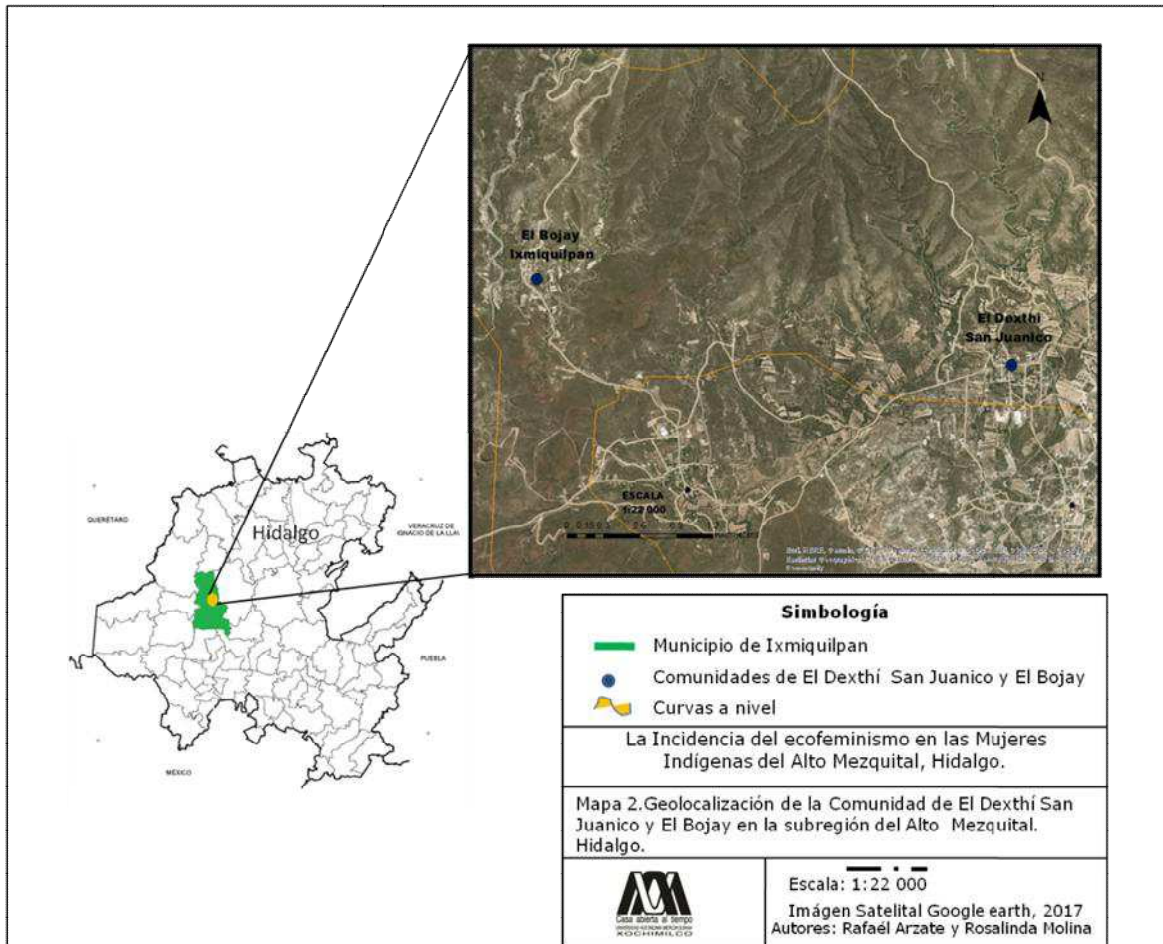 El Bojay
Ixmiquilpan
El Dexthi
San Juanico
ESCALA
1:22 000
N
QUERÉTARO
Hidalgo
VERACRUZ DE
IGNACIO DE LA LLAV
PUEBLA
MÉXICO
Simbología
Municipio de Ixmiquilpan
Comunidades de El Dexthí San Juanico y El Bojay
Curvas a nivel
La Incidencia del ecofeminismo en las Mujeres
Indígenas del Alto Mezquital, Hidalgo.
Mapa 2.Geolocalización de la Comunidad de El Dexthí San
Juanico y El Bojay en la subregión del Alto Mezquital.
Hidalgo.
Casa abierta al tiempo
UNIVERSIDAD AUTÓNOMA METROPOLITANA
XOCHIMILCO
Escala: 1:22 000
Imágen Satelital Google earth, 2017
Autores: Rafaél Arzate y Rosalinda Molina